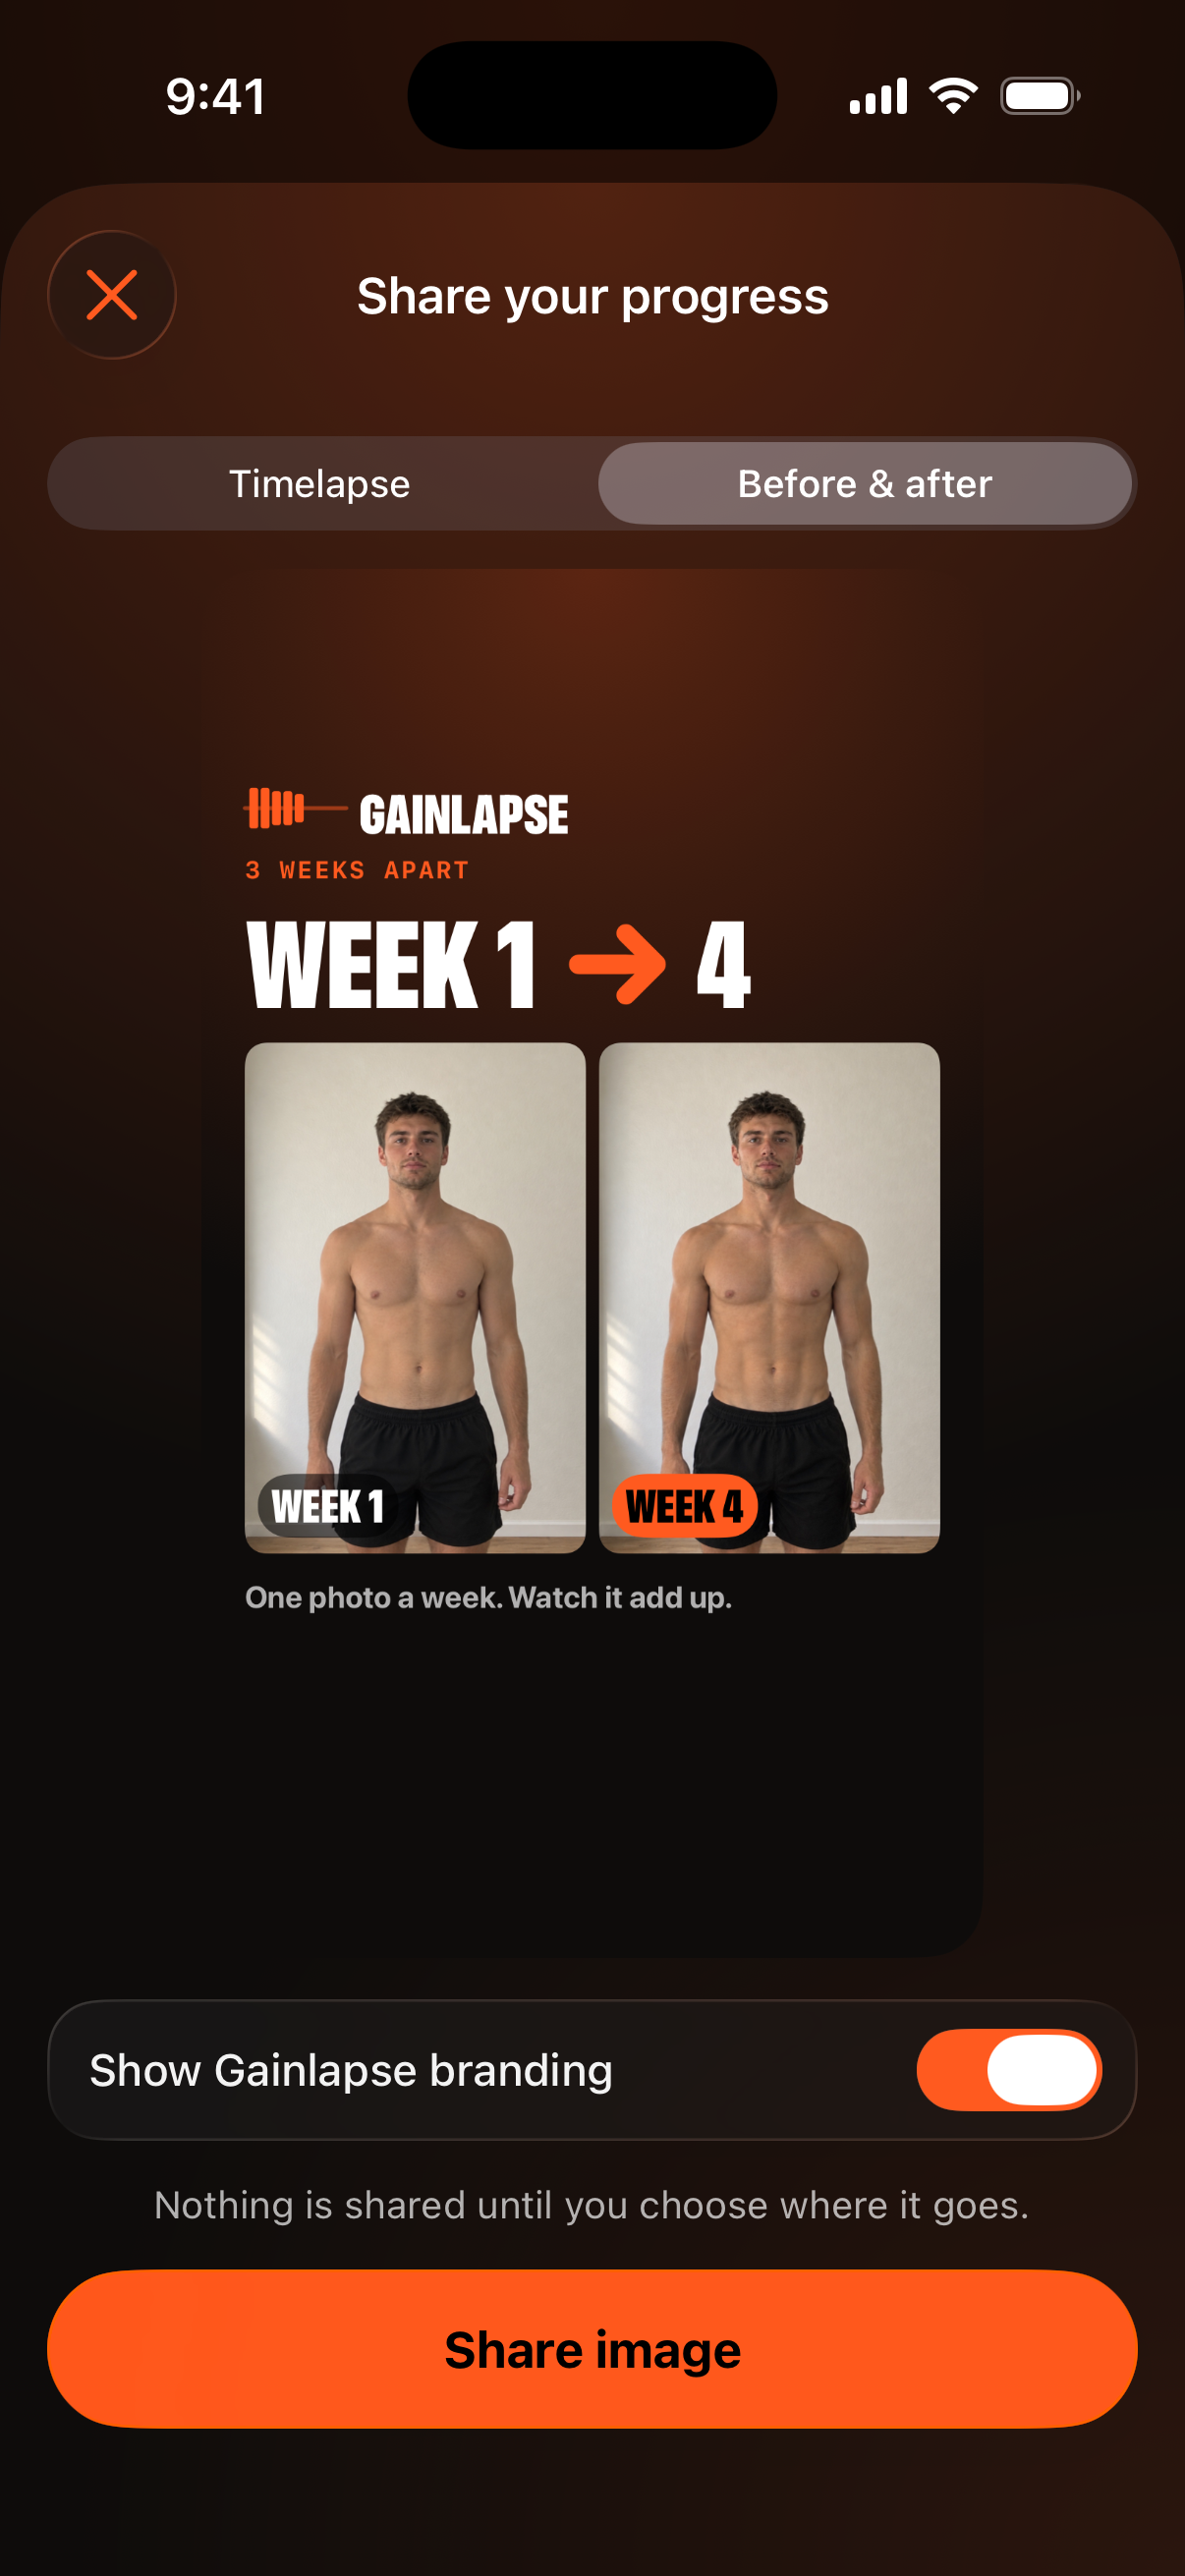 9:41
Share your progress
Timelapse
Before & after
GAINLAPSE
3 WEEKS APART
WEEK 1 → 4
WEEK 1
WEEK 4
One photo a week. Watch it add up.
Show Gainlapse branding
Nothing is shared until you choose where it goes.
Share image